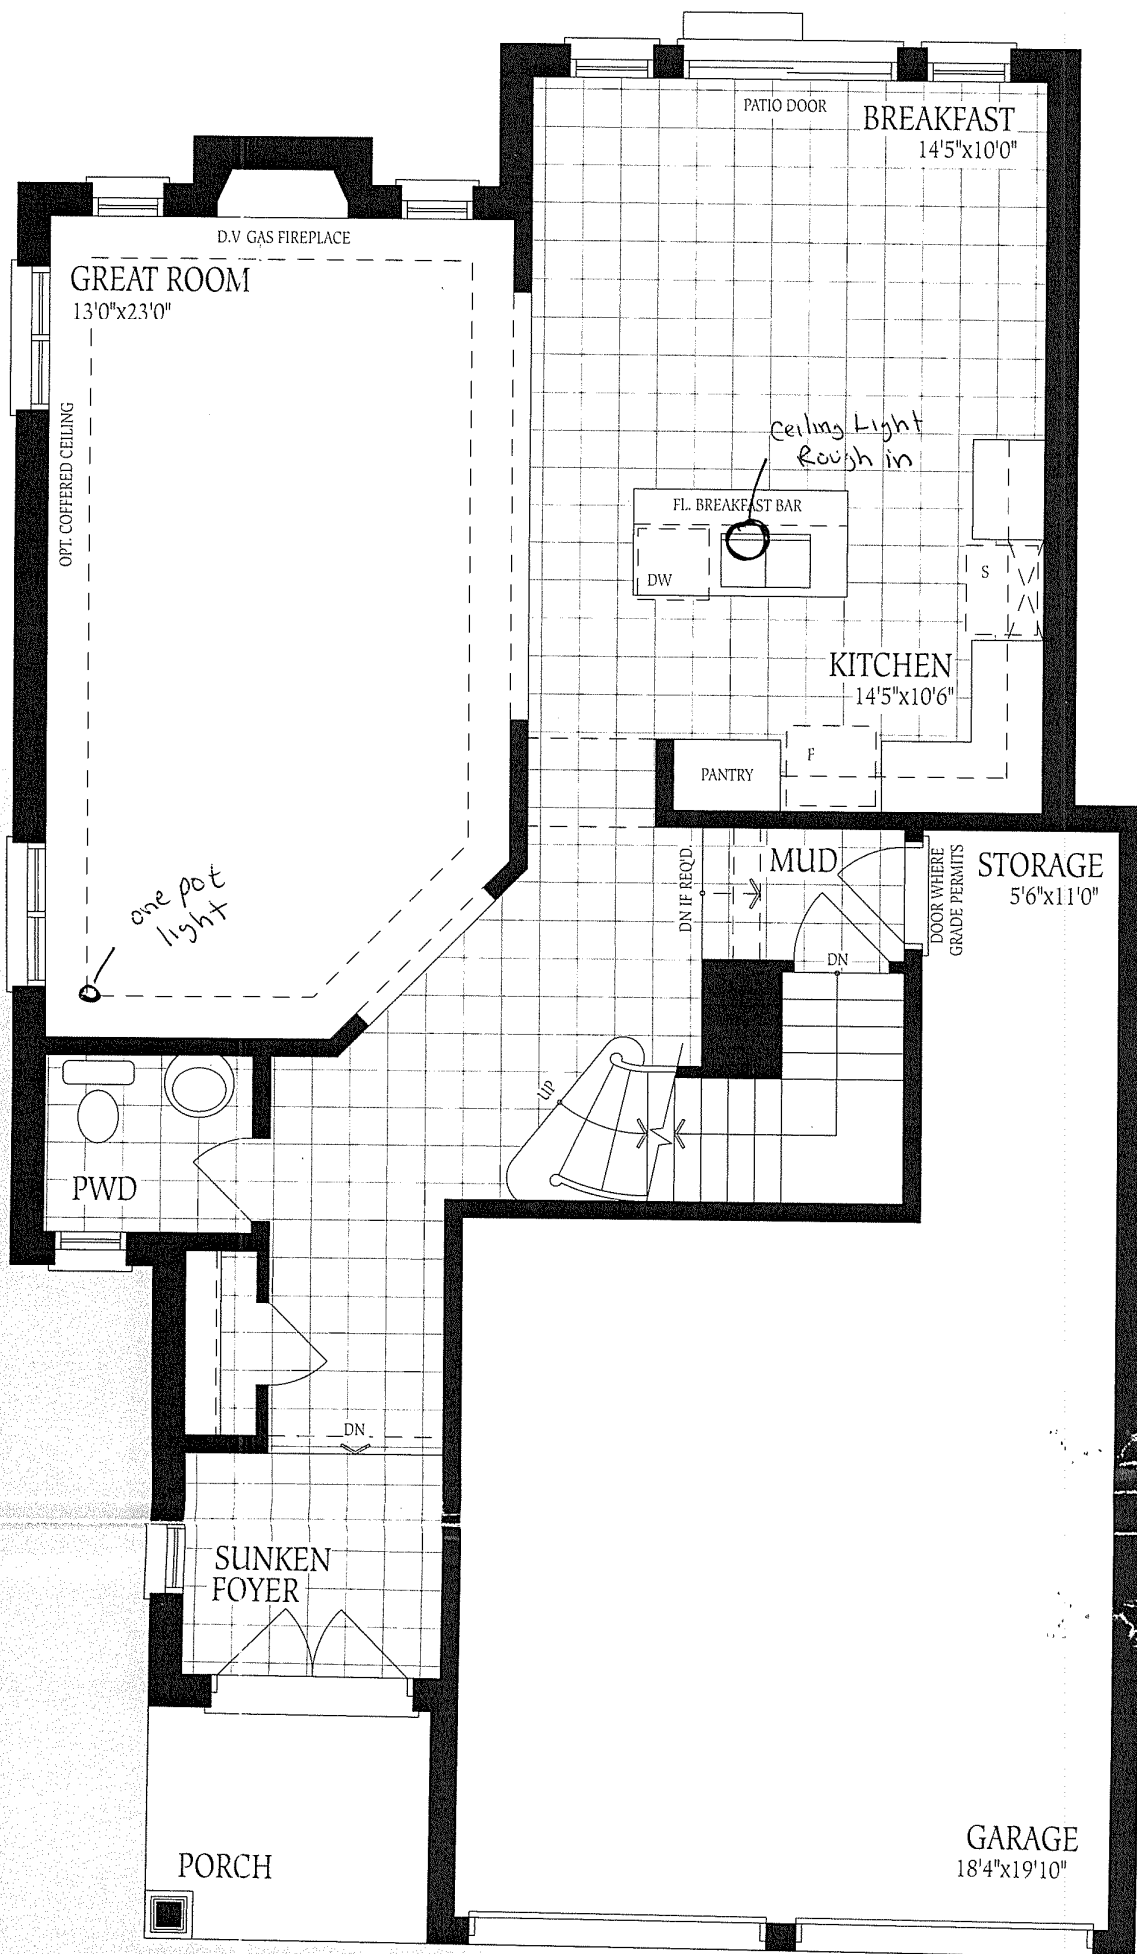 PATIO DOOR
BREAKFAST
14'5"x10'0"
D.V GAS FIREPLACE
GREAT ROOM
13'0"x23'0"
OPT. COFFERED CEILING
Ceiling Light
Rough in
FL. BREAKFAST BAR
DW
S
KITCHEN
14'5"x10'6"
F
PANTRY
one pot
light
DN IF REQ'D.
MUD
DOOR WHERE
GRADE PERMITS
STORAGE
5'6"x11'0"
DN
UP
PWD
DN
SUNKEN
FOYER
PORCH
GARAGE
18'4"x19'10"